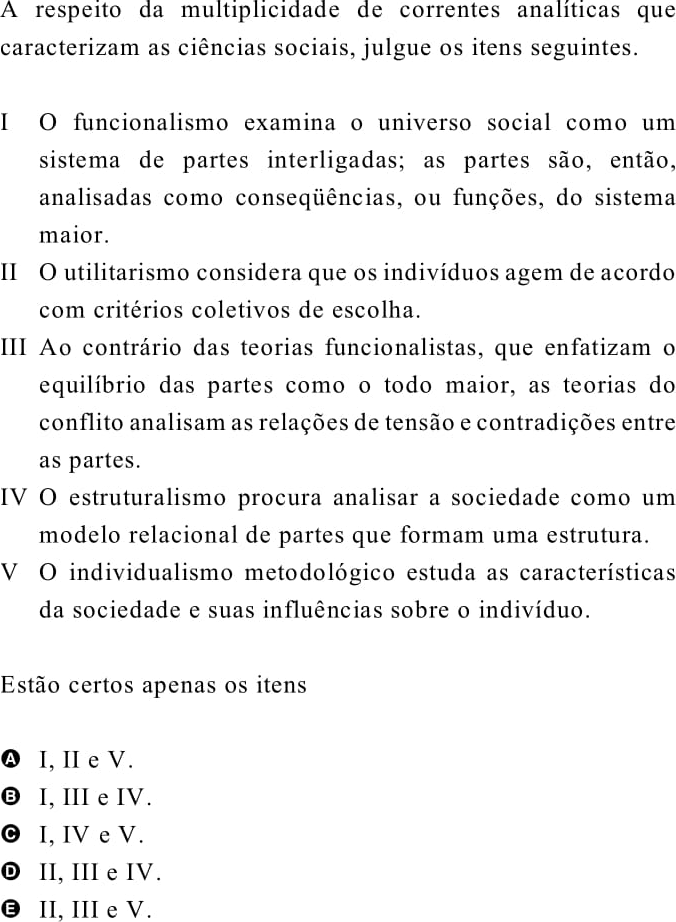 A respeito da multiplicidade de correntes analíticas que
caracterizam as ciências sociais, julgue os itens seguintes.
I O funcionalismo examina o universo social como um
sistema de partes interligadas; as partes são, então,
analisadas como conseqüências, ou funções, do sistema
maior.
II O utilitarismo considera que os indivíduos agem de acordo
com critérios coletivos de escolha.
III Ao contrário das teorias funcionalistas, que enfatizam o
equilíbrio das partes como o todo maior, as teorias do
conflito analisam as relações de tensão e contradições entre
as partes.
IV O estruturalismo procura analisar a sociedade como um
modelo relacional de partes que formam uma estrutura.
V O individualismo metodológico estuda as características
da sociedade e suas influências sobre o indivíduo.
Estão certos apenas os itens
A I, II e V.
B I, III e IV.
C I, IV e V.
D II, III e IV.
E II, III e V.